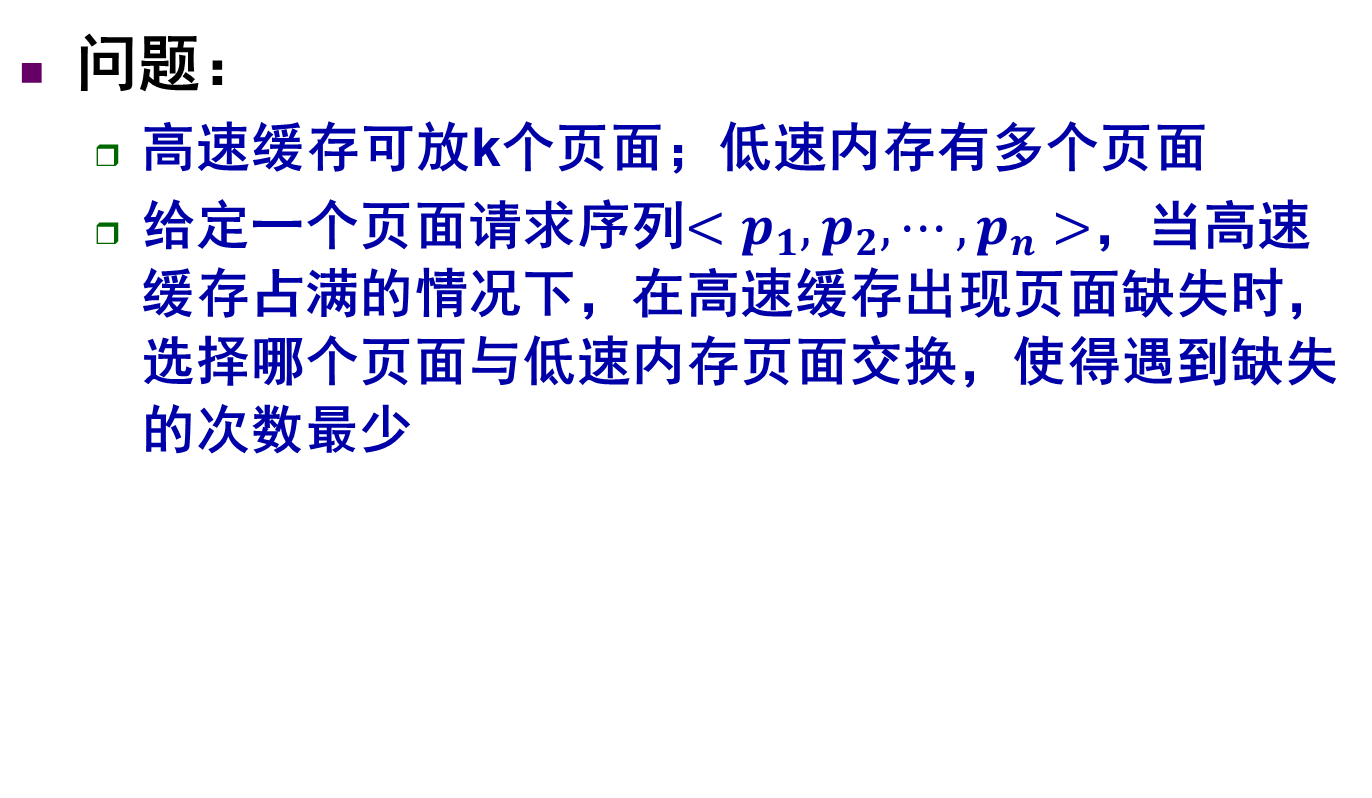 问题：
高速缓存可放k个页面；低速内存有多个页面
给定一个页面请求序列< p₁, p₂, ⋯ , pₙ >，当高速
缓存占满的情况下，在高速缓存出现页面缺失时，
选择哪个页面与低速内存页面交换，使得遇到缺失
的次数最少